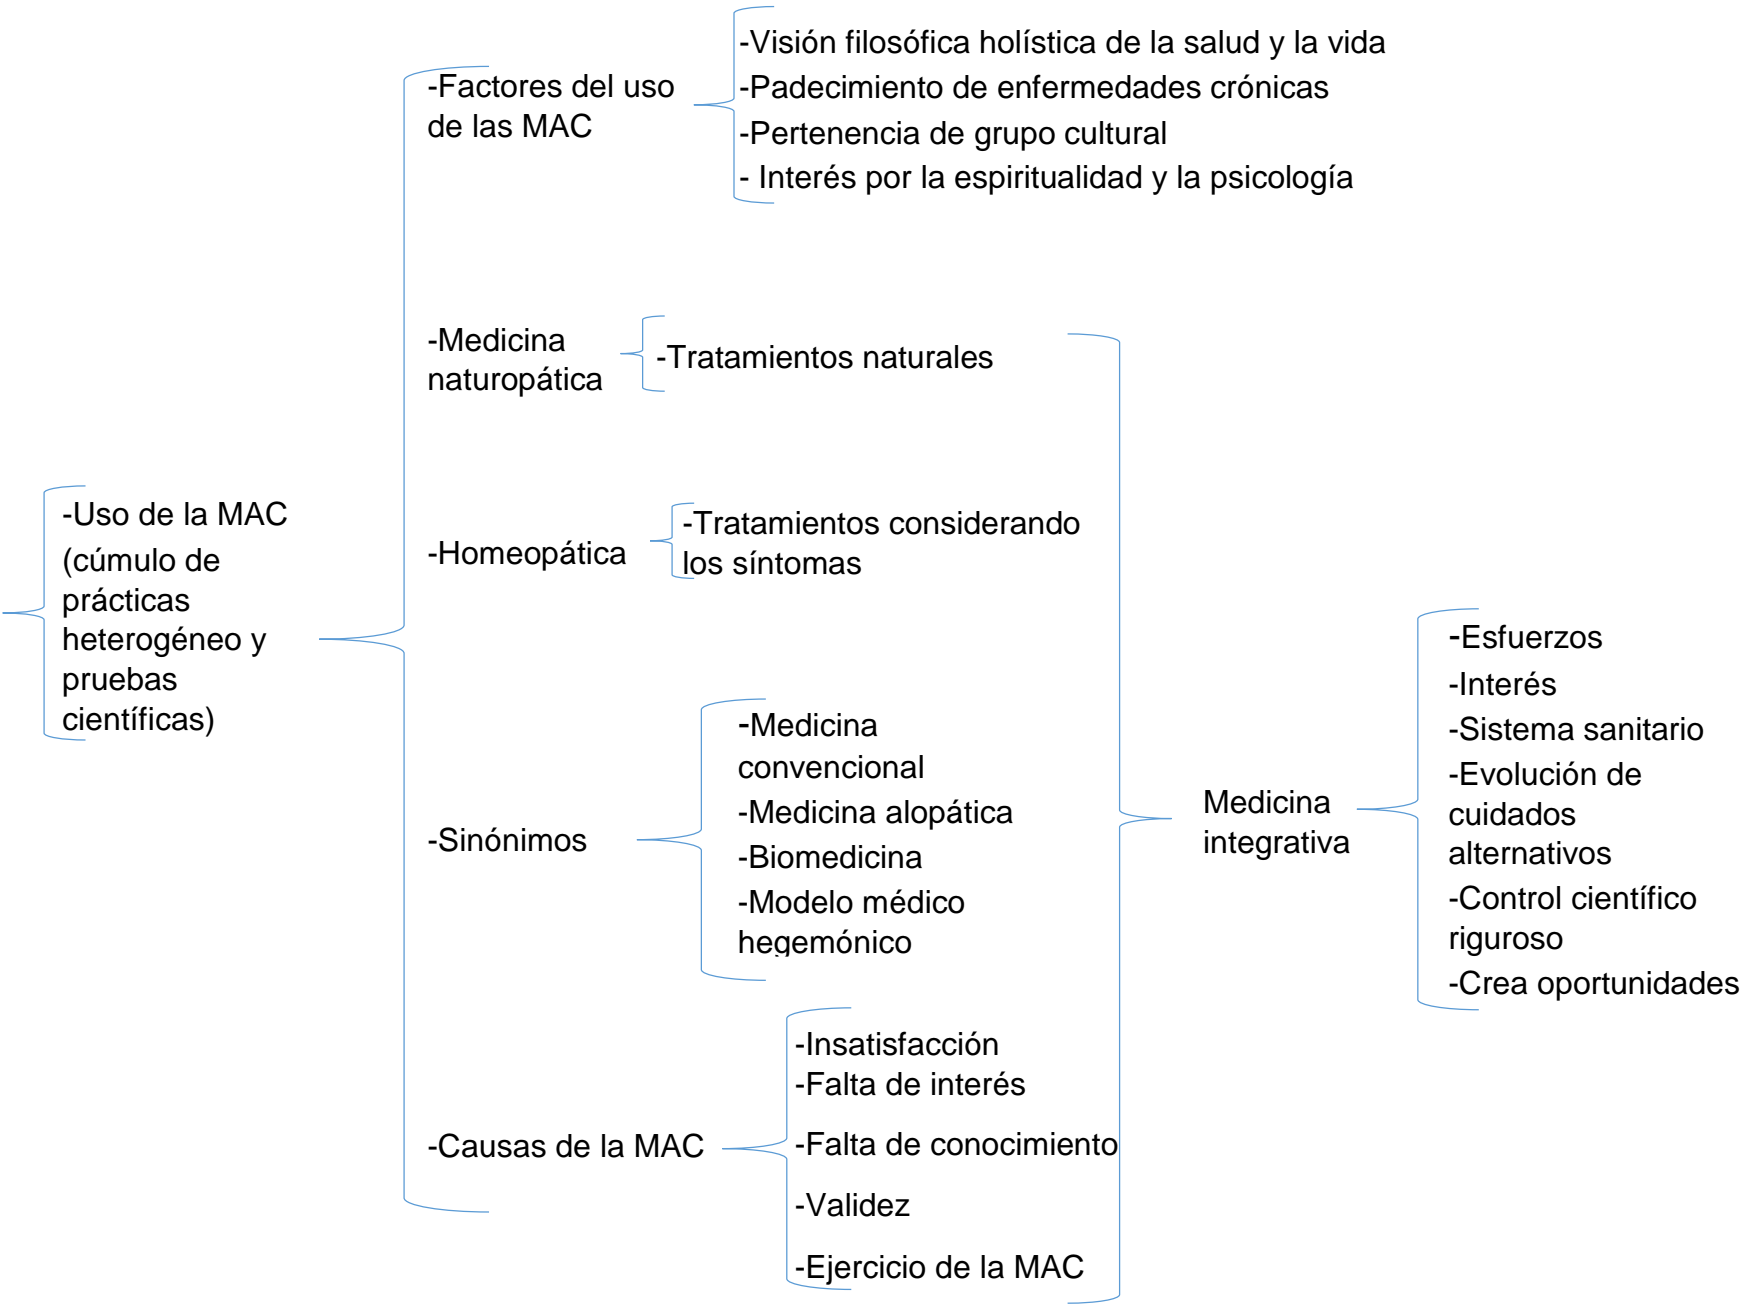 -Uso de la MAC
(cúmulo de
prácticas
heterogéneo y
pruebas
científicas)
-Factores del uso
de las MAC
-Visión filosófica holística de la salud y la vida
-Padecimiento de enfermedades crónicas
-Pertenencia de grupo cultural
- Interés por la espiritualidad y la psicología
-Medicina
naturopática
-Tratamientos naturales
-Homeopática
-Tratamientos considerando
los síntomas
-Sinónimos
-Medicina
convencional
-Medicina alopática
-Biomedicina
-Modelo médico
hegemónico
-Causas de la MAC
-Insatisfacción
-Falta de interés
-Falta de conocimiento
-Validez
-Ejercicio de la MAC
Medicina
integrativa
-Esfuerzos
-Interés
-Sistema sanitario
-Evolución de
cuidados
alternativos
-Control científico
riguroso
-Crea oportunidades